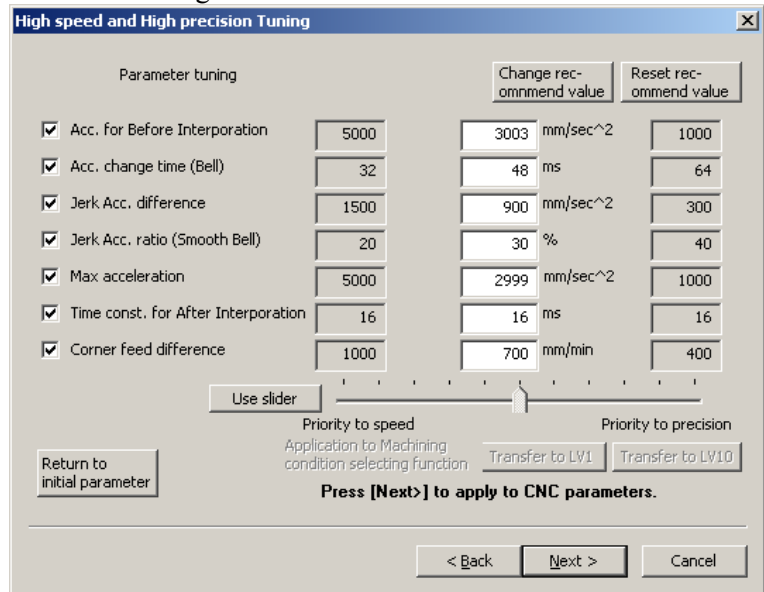 High speed and High precision Tuning
Parameter tuning
Change rec-
omnmend value
Reset rec-
ommend value
Acc. for Before Interporation 5000 3003 mm/sec^2 1000
Acc. change time (Bell) 32 48 ms 64
Jerk Acc. difference 1500 900 mm/sec^2 300
Jerk Acc. ratio (Smooth Bell) 20 30 % 40
Max acceleration 5000 2999 mm/sec^2 1000
Time const. for After Interporation 16 16 ms 16
Corner feed difference 1000 700 mm/min 400
Use slider
Priority to speed Priority to precision
Return to
initial parameter
Application to Machining
condition selecting function
Transfer to LV1 Transfer to LV10
Press [Next>] to apply to CNC parameters.
< Back Next > Cancel